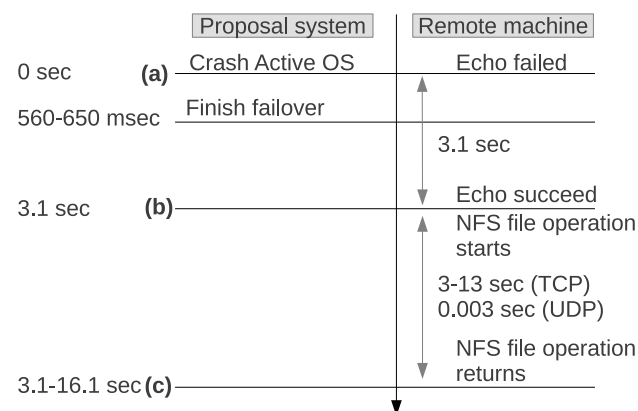 Proposal system
Remote machine
0 sec
(a)
Crash Active OS
Echo failed
560-650 msec
Finish failover
3.1 sec
3.1 sec
(b)
Echo succeed
NFS file operation
starts
3-13 sec (TCP)
0.003 sec (UDP)
NFS file operation
returns
3.1-16.1 sec
(c)